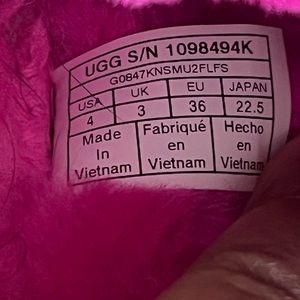 UGG S/N 1098494K
G0847KNSMU2FLFS
USA UK EU JAPAN
4 3 36 22.5
Made Fabriqué Hecho
In en en
Vietnam Vietnam Vietnam